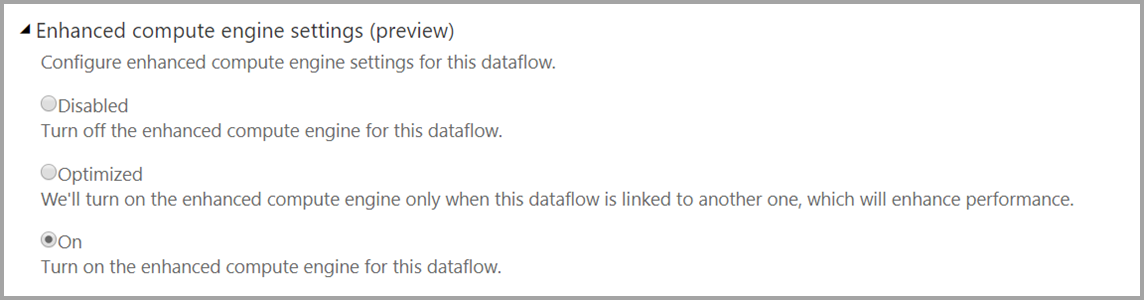 Enhanced compute engine settings (preview)
Configure enhanced compute engine settings for this dataflow.
Disabled
Turn off the enhanced compute engine for this dataflow.
Optimized
We'll turn on the enhanced compute engine only when this dataflow is linked to another one, which will enhance performance.
On
Turn on the enhanced compute engine for this dataflow.